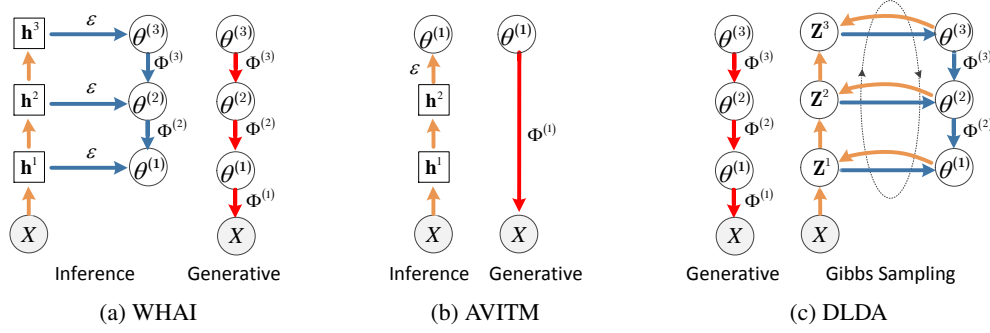 h³ ε θ⁽³⁾ θ⁽³⁾
Φ⁽³⁾ Φ⁽³⁾
h² ε θ⁽²⁾ θ⁽²⁾
Φ⁽²⁾ Φ⁽²⁾
h¹ ε θ⁽¹⁾ θ⁽¹⁾
Φ⁽¹⁾
X X
Inference Generative
(a) WHAI
θ⁽¹⁾ θ⁽¹⁾
ε
h²
Φ⁽¹⁾
h¹
X X
Inference Generative
(b) AVITM
θ⁽³⁾ Z³ θ⁽³⁾
Φ⁽³⁾ Φ⁽³⁾
θ⁽²⁾ Z² θ⁽²⁾
Φ⁽²⁾ Φ⁽²⁾
θ⁽¹⁾ Z¹ θ⁽¹⁾
Φ⁽¹⁾
X X
Generative Gibbs Sampling
(c) DLDA